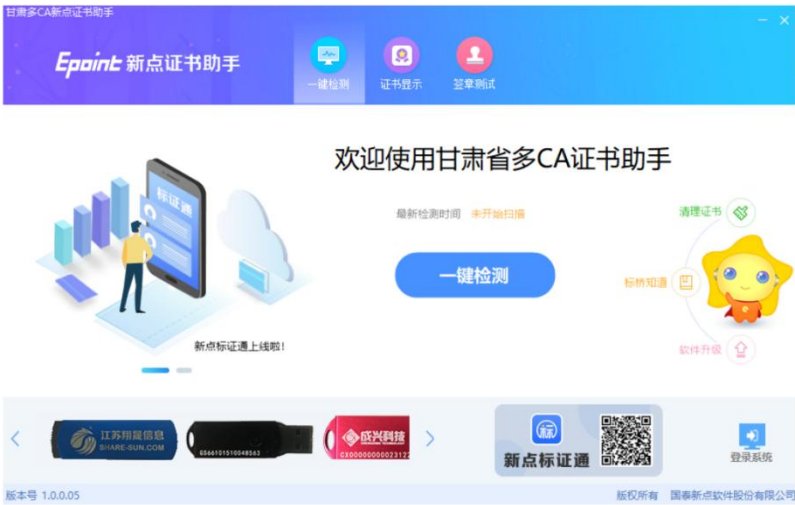 甘肃多CA新点证书助手
Epoint 新点证书助手
一键检测
证书显示
签章测试
欢迎使用甘肃省多CA证书助手
最新检测时间 未开始扫描
一键检测
清理证书
标桥知道
软件升级
标证通
新点标证通上线啦!
江苏翔晟信息
SHARE-SUN.COM
GS66101510048562
成兴科技
标
新点标证通
登录系统
版本号 1.0.0.05
版权所有 国泰新点软件股份有限公司